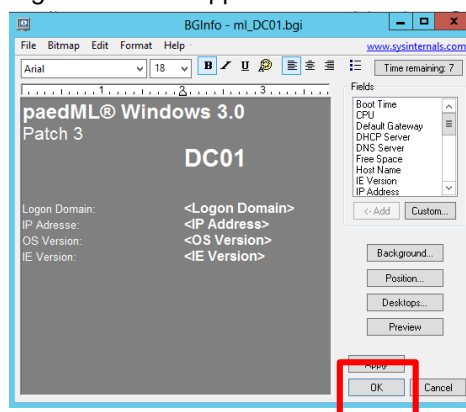 BGInfo - ml_DC01.bgi
File Bitmap Edit Format Help
www.sysinternals.com
Arial 18 B I U
Time remaining: 7
1 2 3
Fields
paedML® Windows 3.0
Patch 3
DC01
Logon Domain: <Logon Domain>
IP Adresse: <IP Address>
OS Version: <OS Version>
IE Version: <IE Version>
Boot Time
CPU
Default Gateway
DHCP Server
DNS Server
Free Space
Host Name
IE Version
IP Address
<- Add Custom...
Background...
Position...
Desktops...
Preview
Apply
OK Cancel